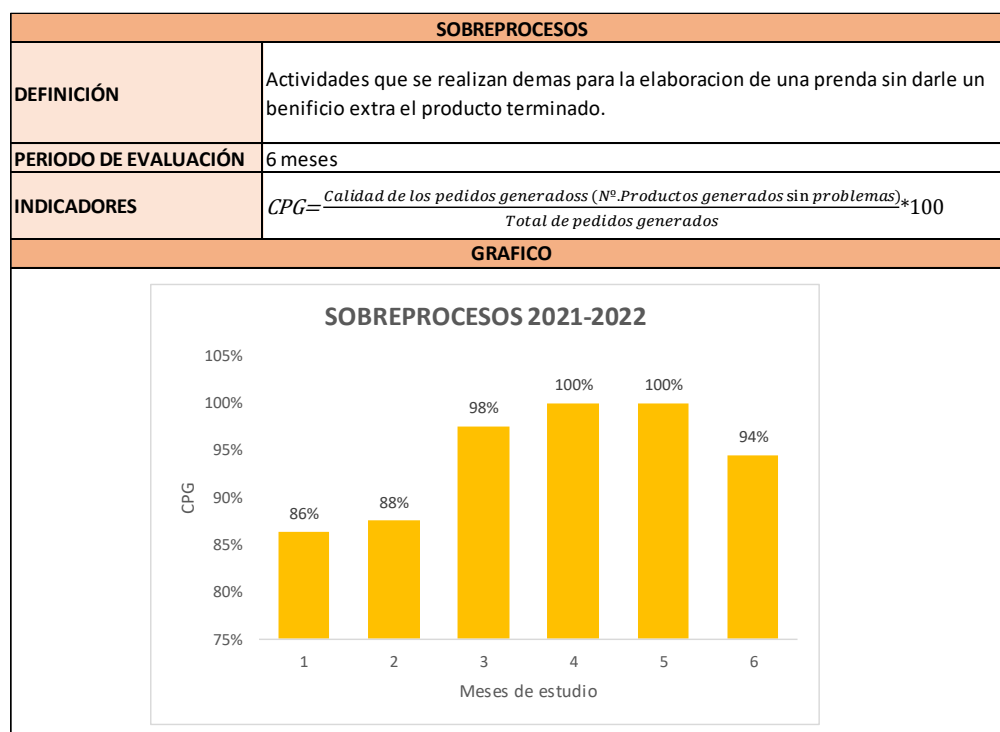 SOBREPROCESOS
DEFINICIÓN
Actividades que se realizan demas para la elaboracion de una prenda sin darle un
benificio extra el producto terminado.
PERIODO DE EVALUACIÓN
6 meses
INDICADORES
CPG=Calidad de los pedidos generadoss (Nº.Productos generados sin problemas)/Total de pedidos generados*100
GRAFICO
SOBREPROCESOS 2021-2022
105%
100%
95%
90%
85%
80%
75%
CPG
86%
88%
98%
100%
100%
94%
1 2 3 4 5 6
Meses de estudio